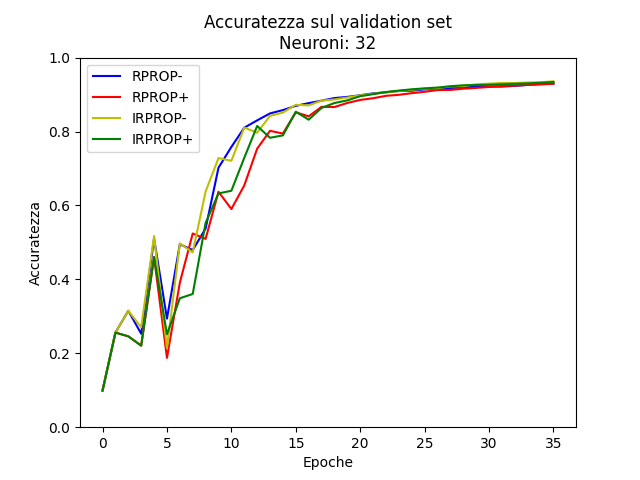 Accuratezza sul validation set
Neuroni: 32
1.0
0.8
0.6
0.4
0.2
0.0
Accuratezza
RPROP-
RPROP+
IRPROP-
IRPROP+
0 5 10 15 20 25 30 35
Epoche